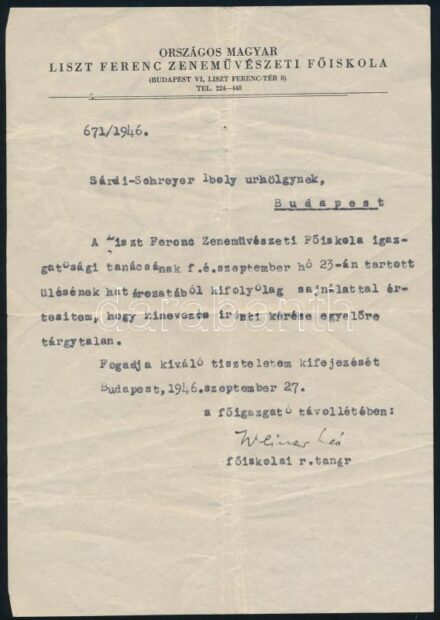 ORSZÁGOS MAGYAR
LISZT FERENC ZENEMŰVÉSZETI FŐISKOLA
(BUDAPEST VI, LISZT FERENC-TÉR 8)
TEL. 224—448
671/1946.
Sárdi-Schreyer Iboly urhölgynek,
Budapest
A Liszt Ferenc Zeneművészeti Főiskola igaz-
gatósági tanácsának f.é.szeptember hó 23-án tartott
ülésének határozatából kifolyólag sajnálattal ér-
tesitem, hogy kinevezés iránti kérése egyelőre
tárgytalan.
Fogadja kiváló tiszteletem kifejezését
Budapest, 1946.szeptember 27.
a főigazgató távollétében:
Weiner Leó
főiskolai r.tanár
darabanth